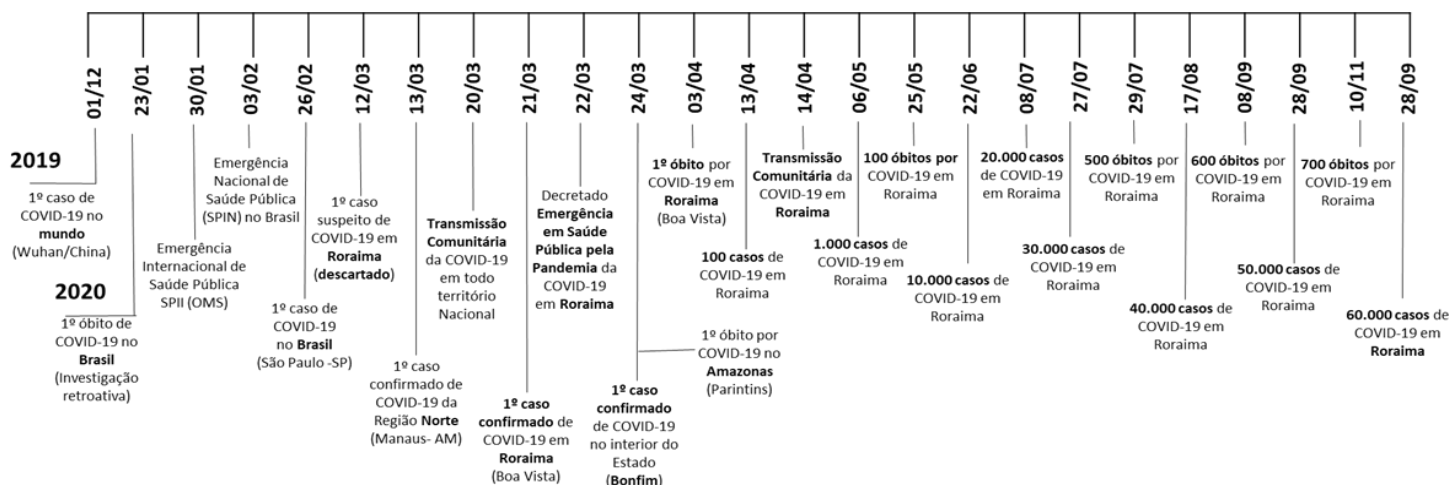 01/12
23/01
30/01
03/02
26/02
12/03
13/03
20/03
21/03
22/03
24/03
03/04
13/04
14/04
06/05
25/05
22/06
08/07
27/07
29/07
17/08
08/09
28/09
10/11
28/09
2019
1º caso de
COVID-19 no
mundo
(Wuhan/China)
2020
1º óbito de
COVID-19 no
Brasil
(Investigação
retroativa)
Emergência
Internacional de
Saúde Pública
SPII (OMS)
Emergência
Nacional de
Saúde Pública
(SPIN) no Brasil
1º caso de
COVID-19
no Brasil
(São Paulo -SP)
1º caso
suspeito de
COVID-19 em
Roraima
(descartado)
1º caso
confirmado de
COVID-19 da
Região Norte
(Manaus- AM)
Transmissão
Comunitária
da COVID-19
em todo
território
Nacional
1º caso
confirmado de
COVID-19 em
Roraima
(Boa Vista)
Decretado
Emergência
em Saúde
Pública pela
Pandemia da
COVID-19
em Roraima
1º caso
confirmado
de COVID-19
no interior do
Estado
(Bonfim)
1º óbito por
COVID-19 no
Amazonas
(Parintins)
1º óbito por
COVID-19 em
Roraima
(Boa Vista)
100 casos de
COVID-19 em
Roraima
Transmissão
Comunitária da
COVID-19 em
Roraima
1.000 casos de
COVID-19 em
Roraima
100 óbitos por
COVID-19 em
Roraima
10.000 casos de
COVID-19 em
Roraima
20.000 casos
de COVID-19
em Roraima
30.000 casos de
COVID-19 em
Roraima
500 óbitos por
COVID-19 em
Roraima
40.000 casos de
COVID-19 em
Roraima
600 óbitos por
COVID-19 em
Roraima
50.000 casos de
COVID-19 em
Roraima
700 óbitos por
COVID-19 em
Roraima
60.000 casos de
COVID-19 em
Roraima